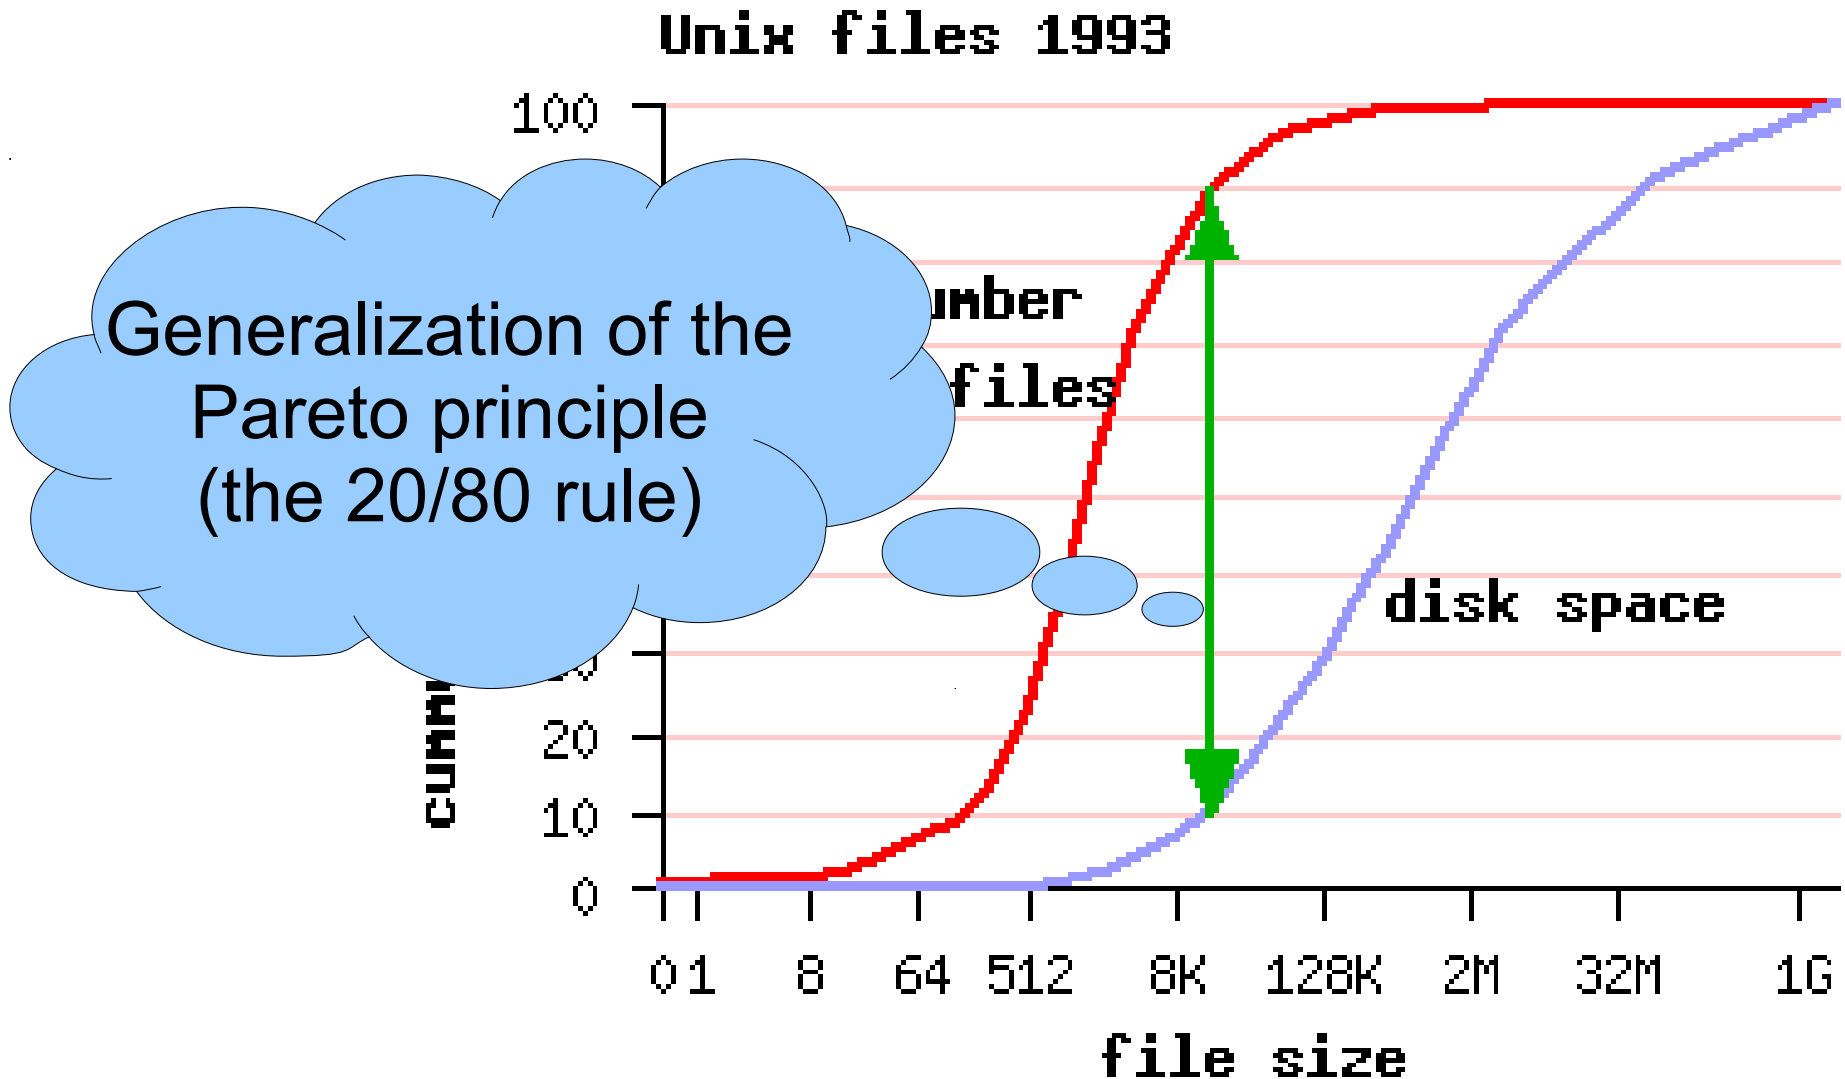 Unix files 1993
100
Generalization of the
Pareto principle
(the 20/80 rule)
files
disk space
20
10
0
0 1 8 64 512 8K 128K 2M 32M 1G
file size